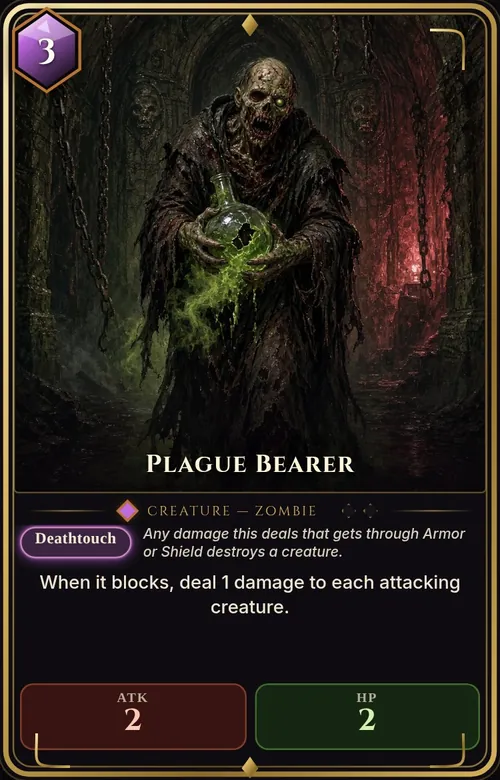 3
Plague Bearer
CREATURE — ZOMBIE
Deathtouch
Any damage this deals that gets through Armor
or Shield destroys a creature.
When it blocks, deal 1 damage to each attacking
creature.
ATK
2
HP
2